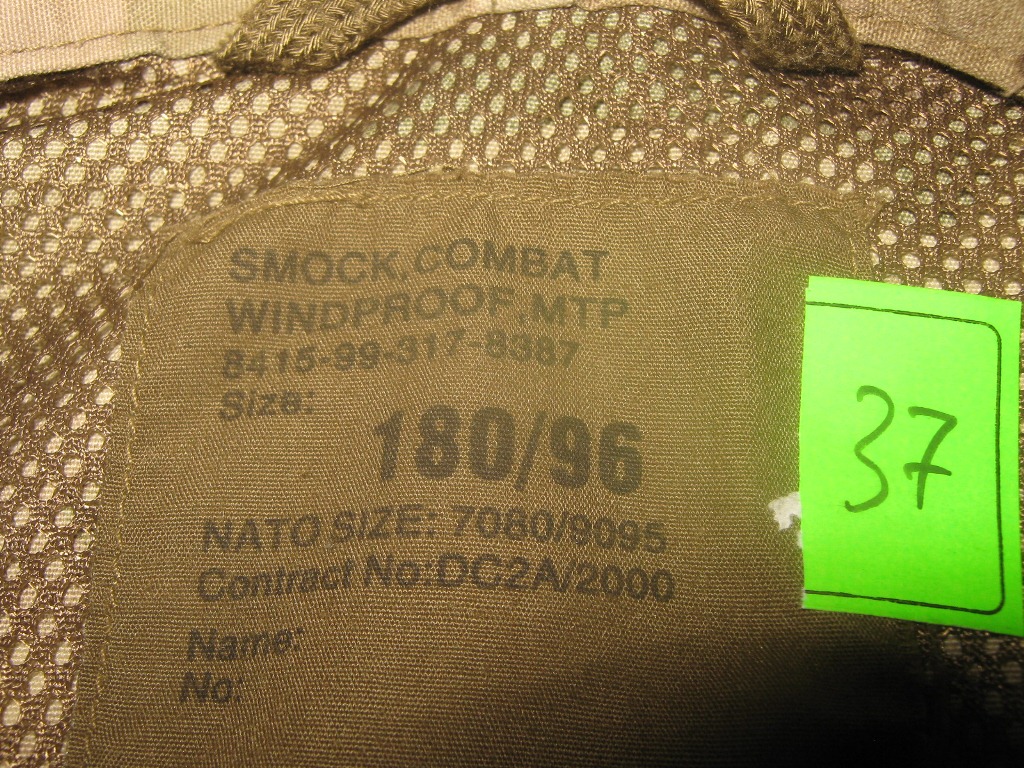 SMOCK,COMBAT
WINDPROOF,MTP
8415-99-317-8387
Size:
180/96
NATO SIZE: 7080/9095
Contract No:DC2A/2000
Name:
No:
37